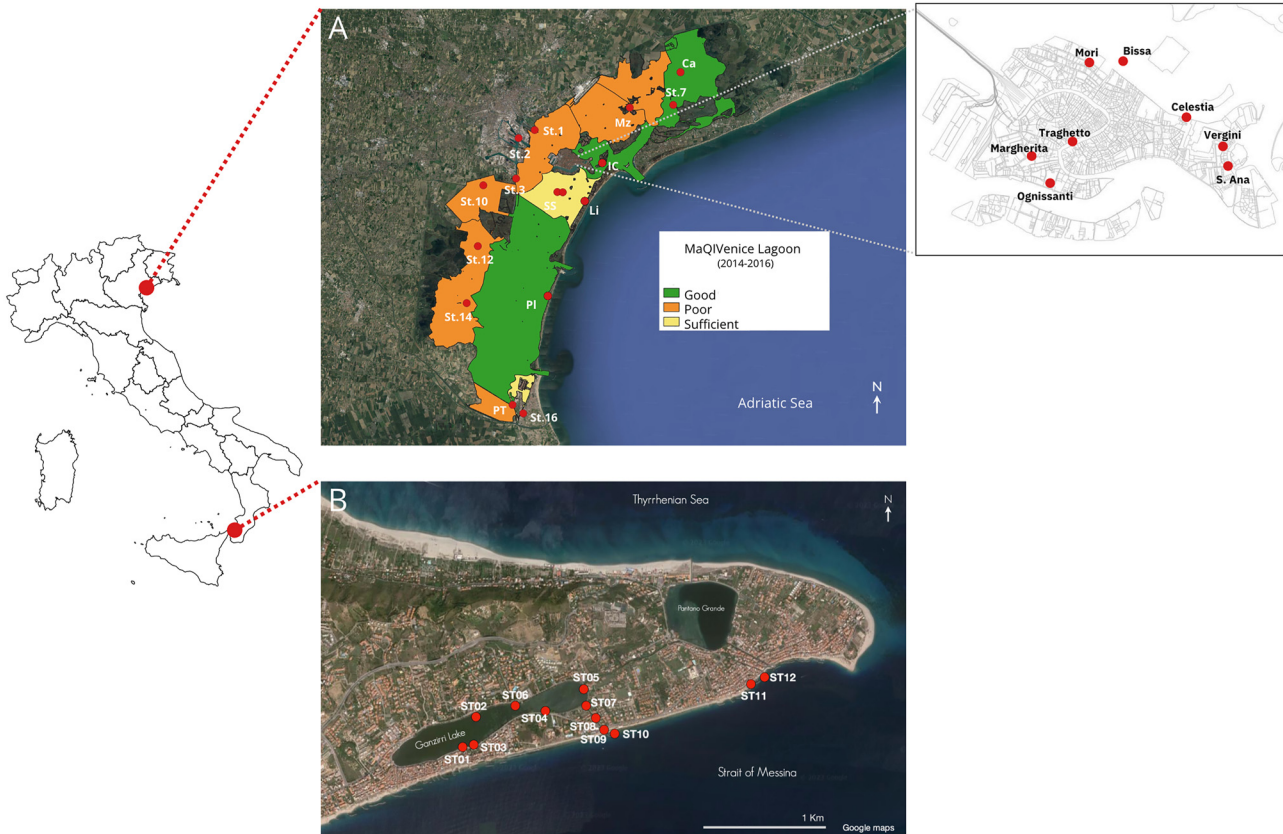 A
Ca
St.7
Mz
St.1
St.2
IC
St.3
St.10
SS
Li
St.12
Pl
St.14
PT
St.16
MaQIVenice Lagoon
(2014-2016)
Good
Poor
Sufficient
N
Adriatic Sea
Mori
Bissa
Celestia
Traghetto
Vergini
Margherita
S. Ana
Ognissanti
B
Thyrrhenian Sea
N
Pantano Grande
ST05
ST12
ST06
ST11
ST02
ST07
ST04
ST08
Ganzirri Lake
ST03
ST09
ST10
ST01
Strait of Messina
1 Km
Google maps